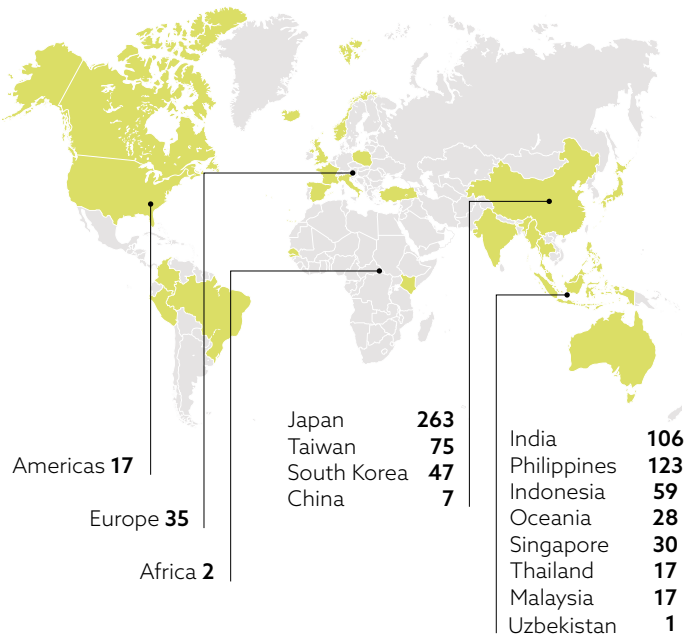 Americas 17
Europe 35
Africa 2
Japan 263
Taiwan 75
South Korea 47
China 7
India 106
Philippines 123
Indonesia 59
Oceania 28
Singapore 30
Thailand 17
Malaysia 17
Uzbekistan 1